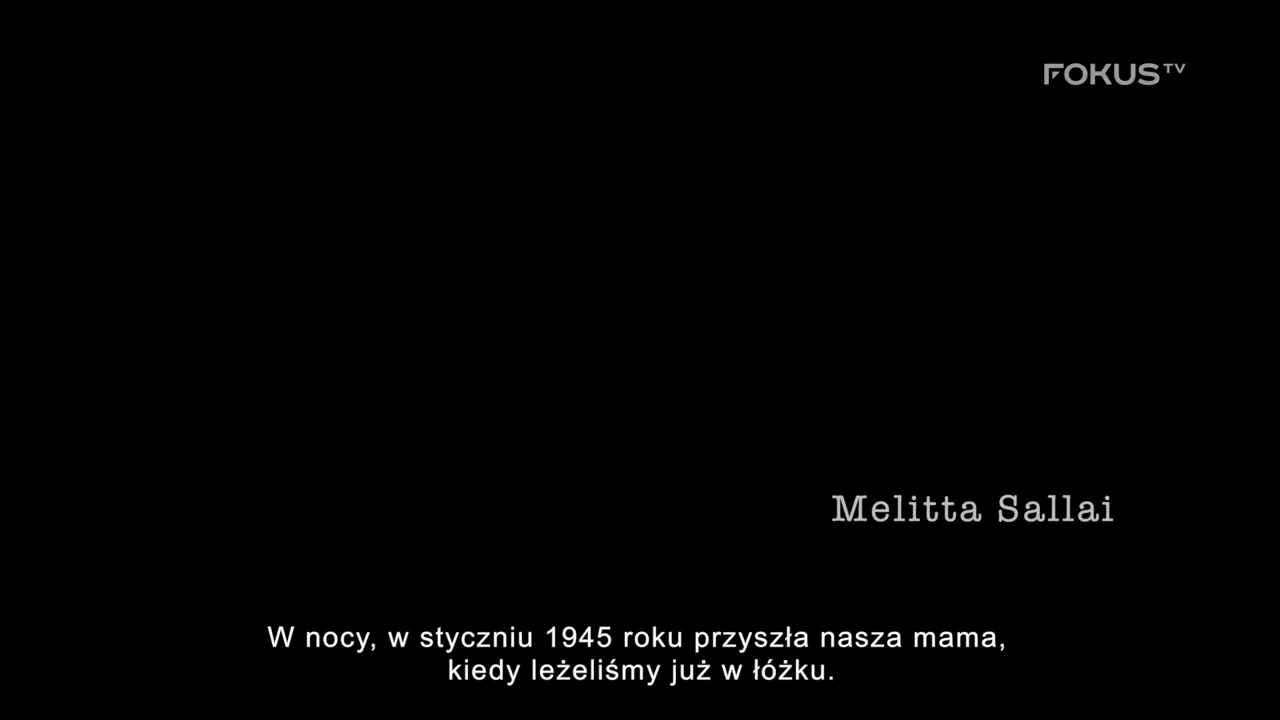 FOKUS TV
Melitta Sallai
W nocy, w styczniu 1945 roku przyszła nasza mama,
kiedy leżeliśmy już w łóżku.